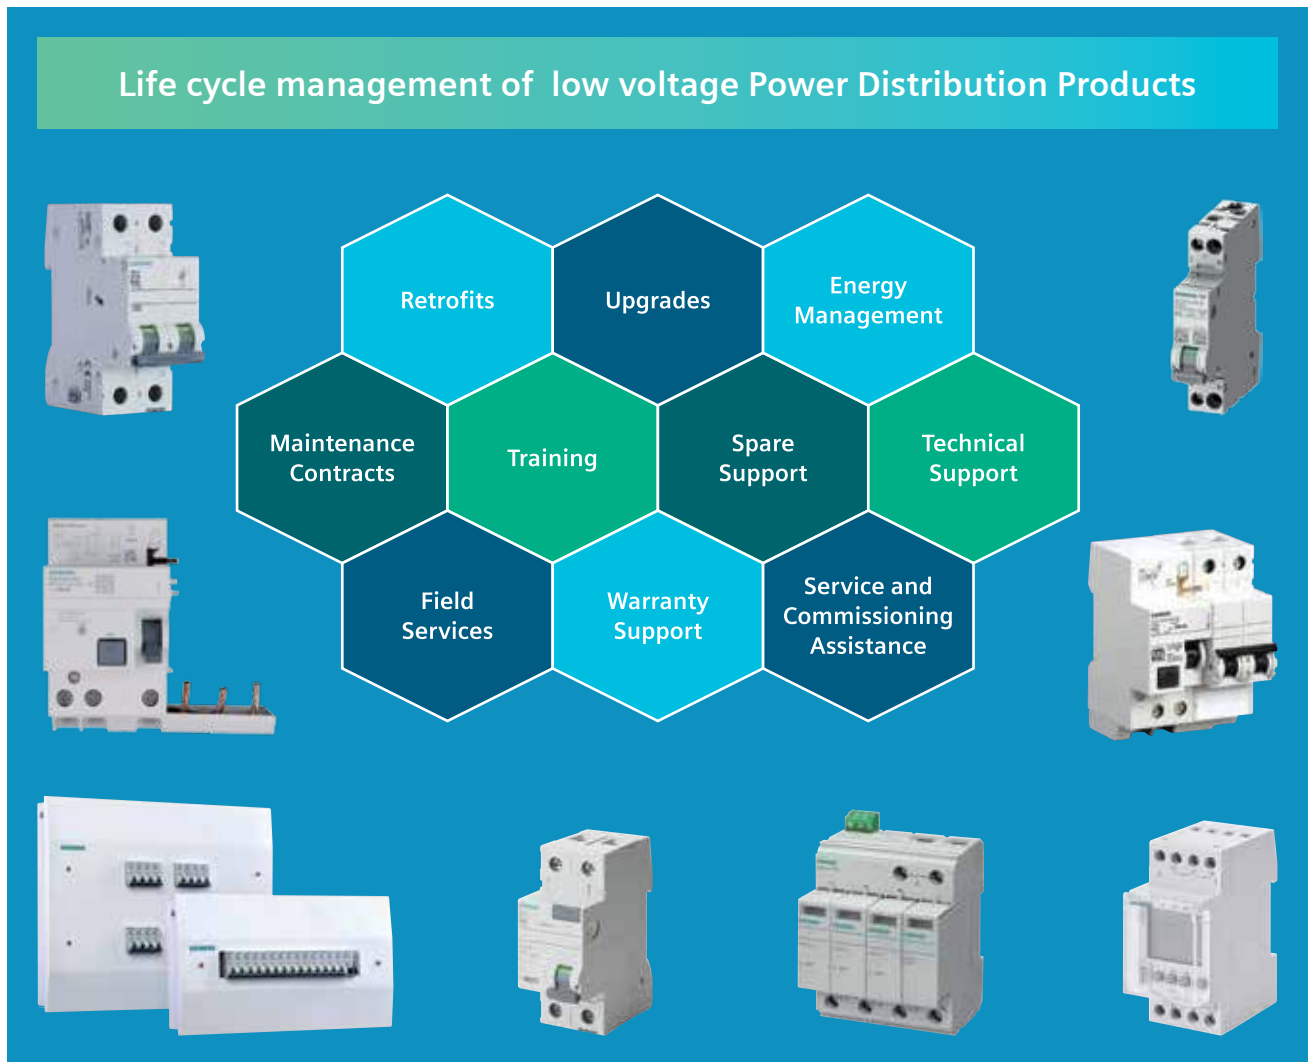 Life cycle management of low voltage Power Distribution Products
Retrofits
Upgrades
Energy
Management
Maintenance
Contracts
Training
Spare
Support
Technical
Support
Field
Services
Warranty
Support
Service and
Commissioning
Assistance